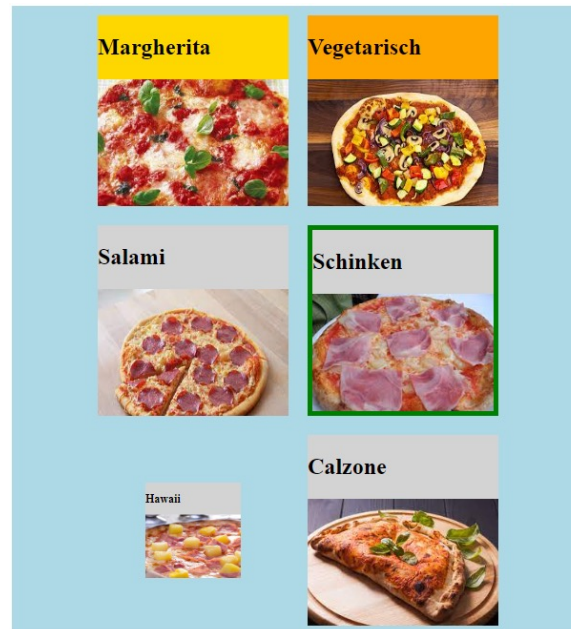 Margherita
Vegetarisch
Salami
Schinken
Hawaii
Calzone